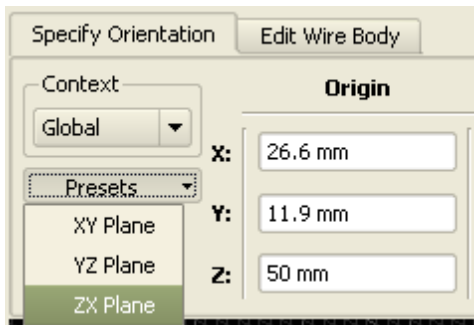 Specify Orientation
Edit Wire Body
Context
Global
Presets
XY Plane
YZ Plane
ZX Plane
Origin
X: 26.6 mm
Y: 11.9 mm
Z: 50 mm